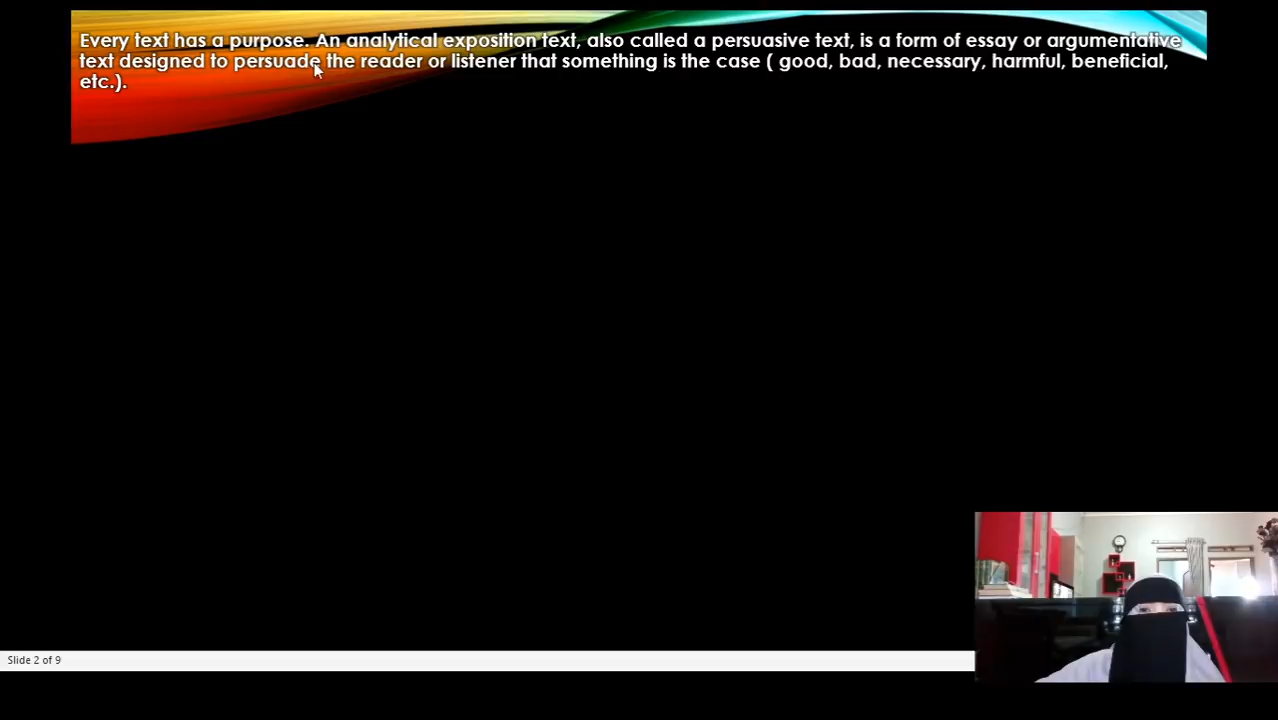 Every text has a purpose. An analytical exposition text, also called a persuasive text, is a form of essay or argumentative
text designed to persuade the reader or listener that something is the case ( good, bad, necessary, harmful, beneficial,
etc.).
Slide 2 of 9